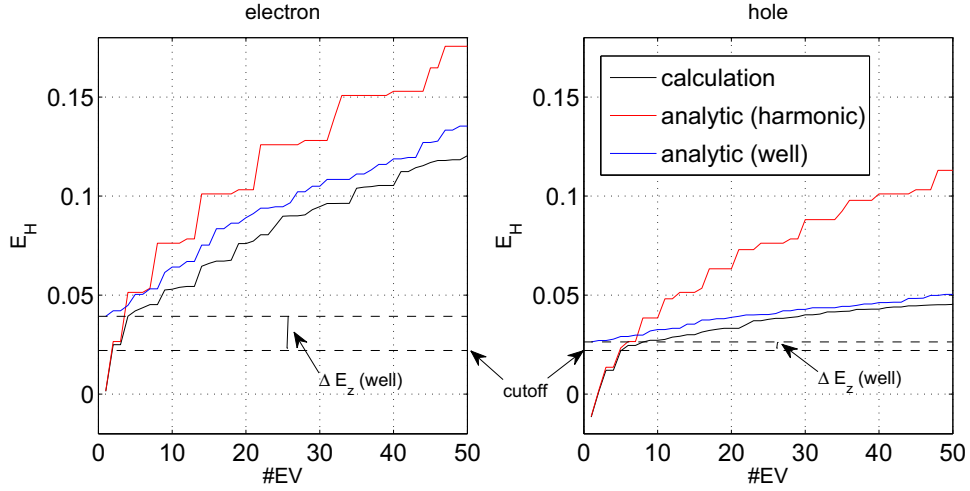 electron
hole
0.15
0.1
0.05
0
E_H
0 10 20 30 40 50
#EV
Δ E_z (well)
cutoff
0.15
0.1
0.05
0
E_H
0 10 20 30 40 50
#EV
calculation
analytic (harmonic)
analytic (well)
Δ E_z (well)